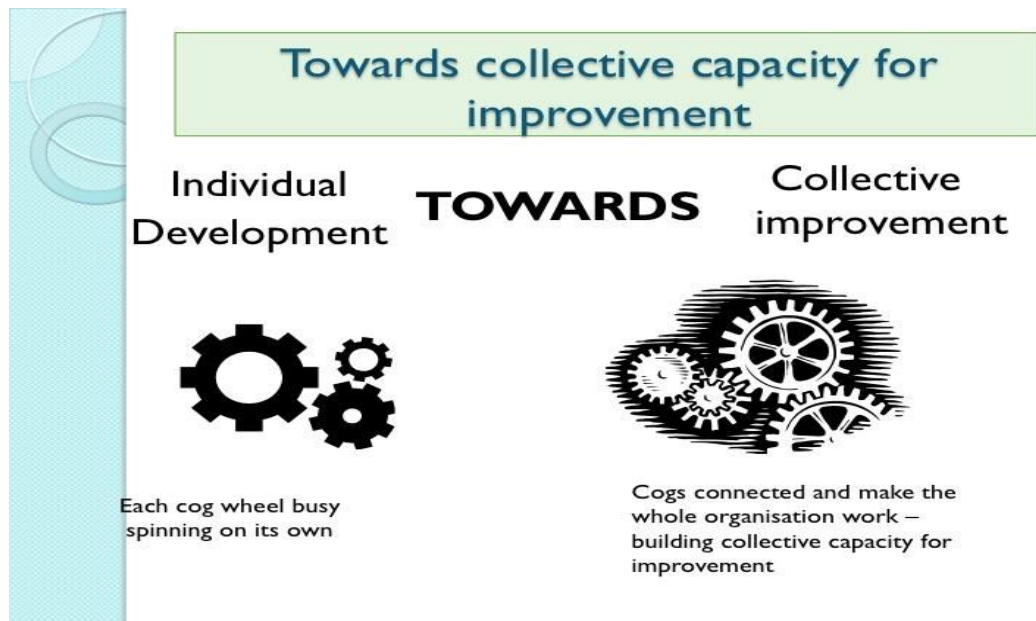 Towards collective capacity for
improvement
Individual
Development
TOWARDS
Collective
improvement
Each cog wheel busy
spinning on its own
Cogs connected and make the
whole organisation work –
building collective capacity for
improvement